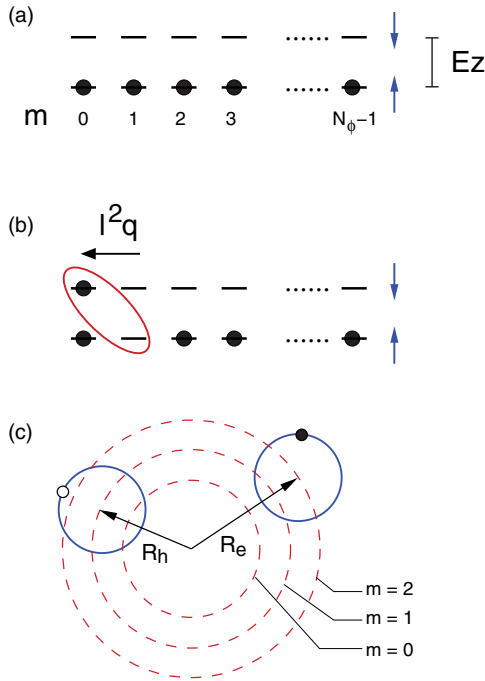 (a)
...... Ez
m 0 1 2 3 ...... Nϕ−1
(b)
l²q
......
......
(c)
Rh Re
m = 2
m = 1
m = 0